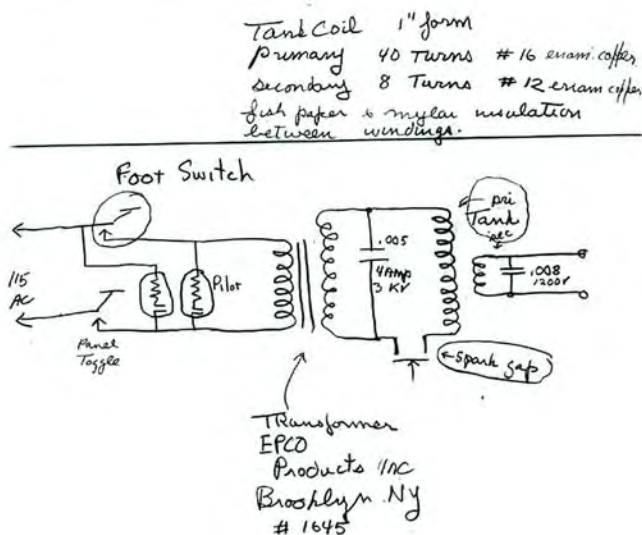 Tank Coil 1" form
primary 40 Turns #16 enam. copper
secondary 8 Turns #12 enam copper
fish paper & mylar insulation
between windings.
Foot Switch
115
AC
Panel
Toggle
Pilot
.005
4Amp
3 KV
pri
Tank
sec
.008
1200V
←Spark gap
TRansformer
EPCO
Products INC
Brooklyn. NY
# 1645